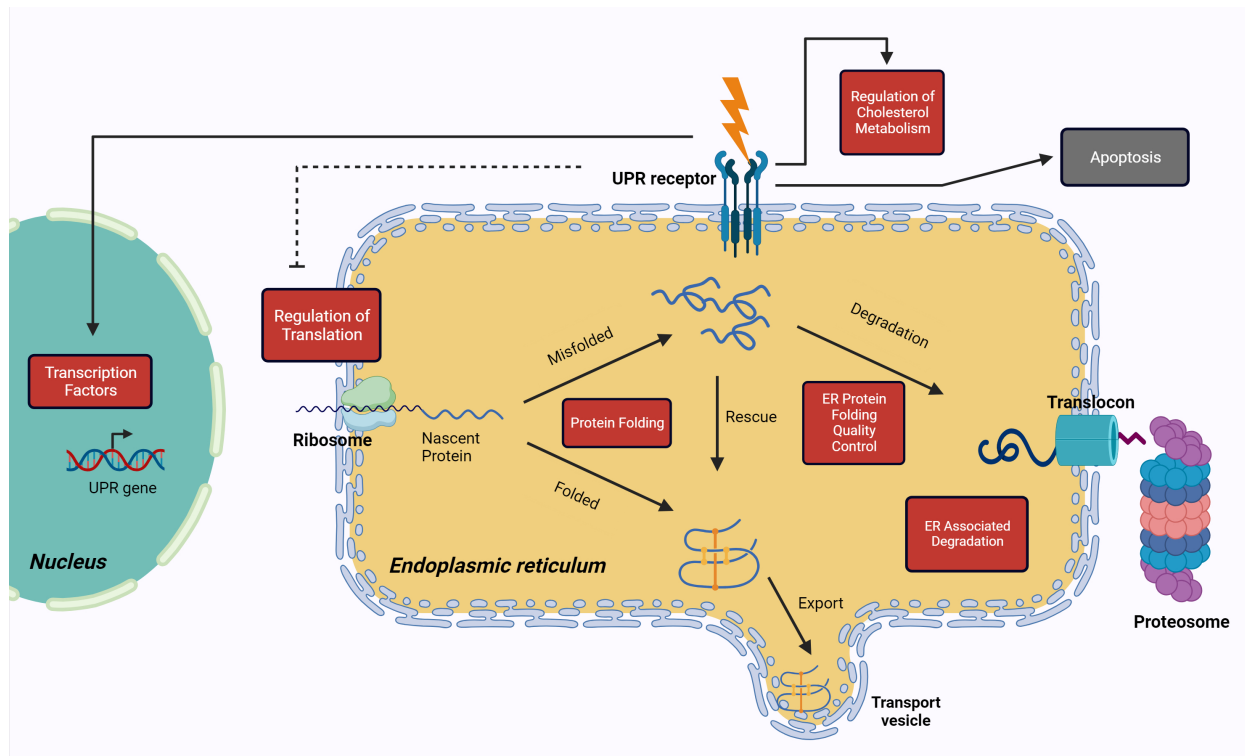 Regulation of
Cholesterol
Metabolism
Apoptosis
UPR receptor
Regulation of
Translation
Misfolded
Degradation
Transcription
Factors
Protein Folding
Rescue
ER Protein
Folding
Quality
Control
Translocon
Ribosome
Nascent
Protein
UPR gene
Folded
ER Associated
Degradation
Nucleus
Endoplasmic reticulum
Export
Proteosome
Transport
vesicle